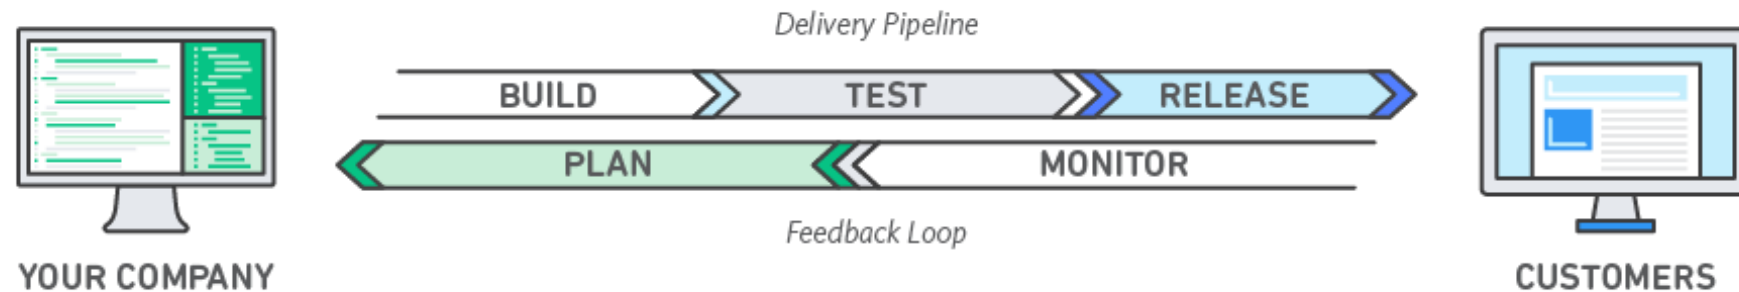 Delivery Pipeline
BUILD TEST RELEASE
PLAN MONITOR
Feedback Loop
YOUR COMPANY CUSTOMERS